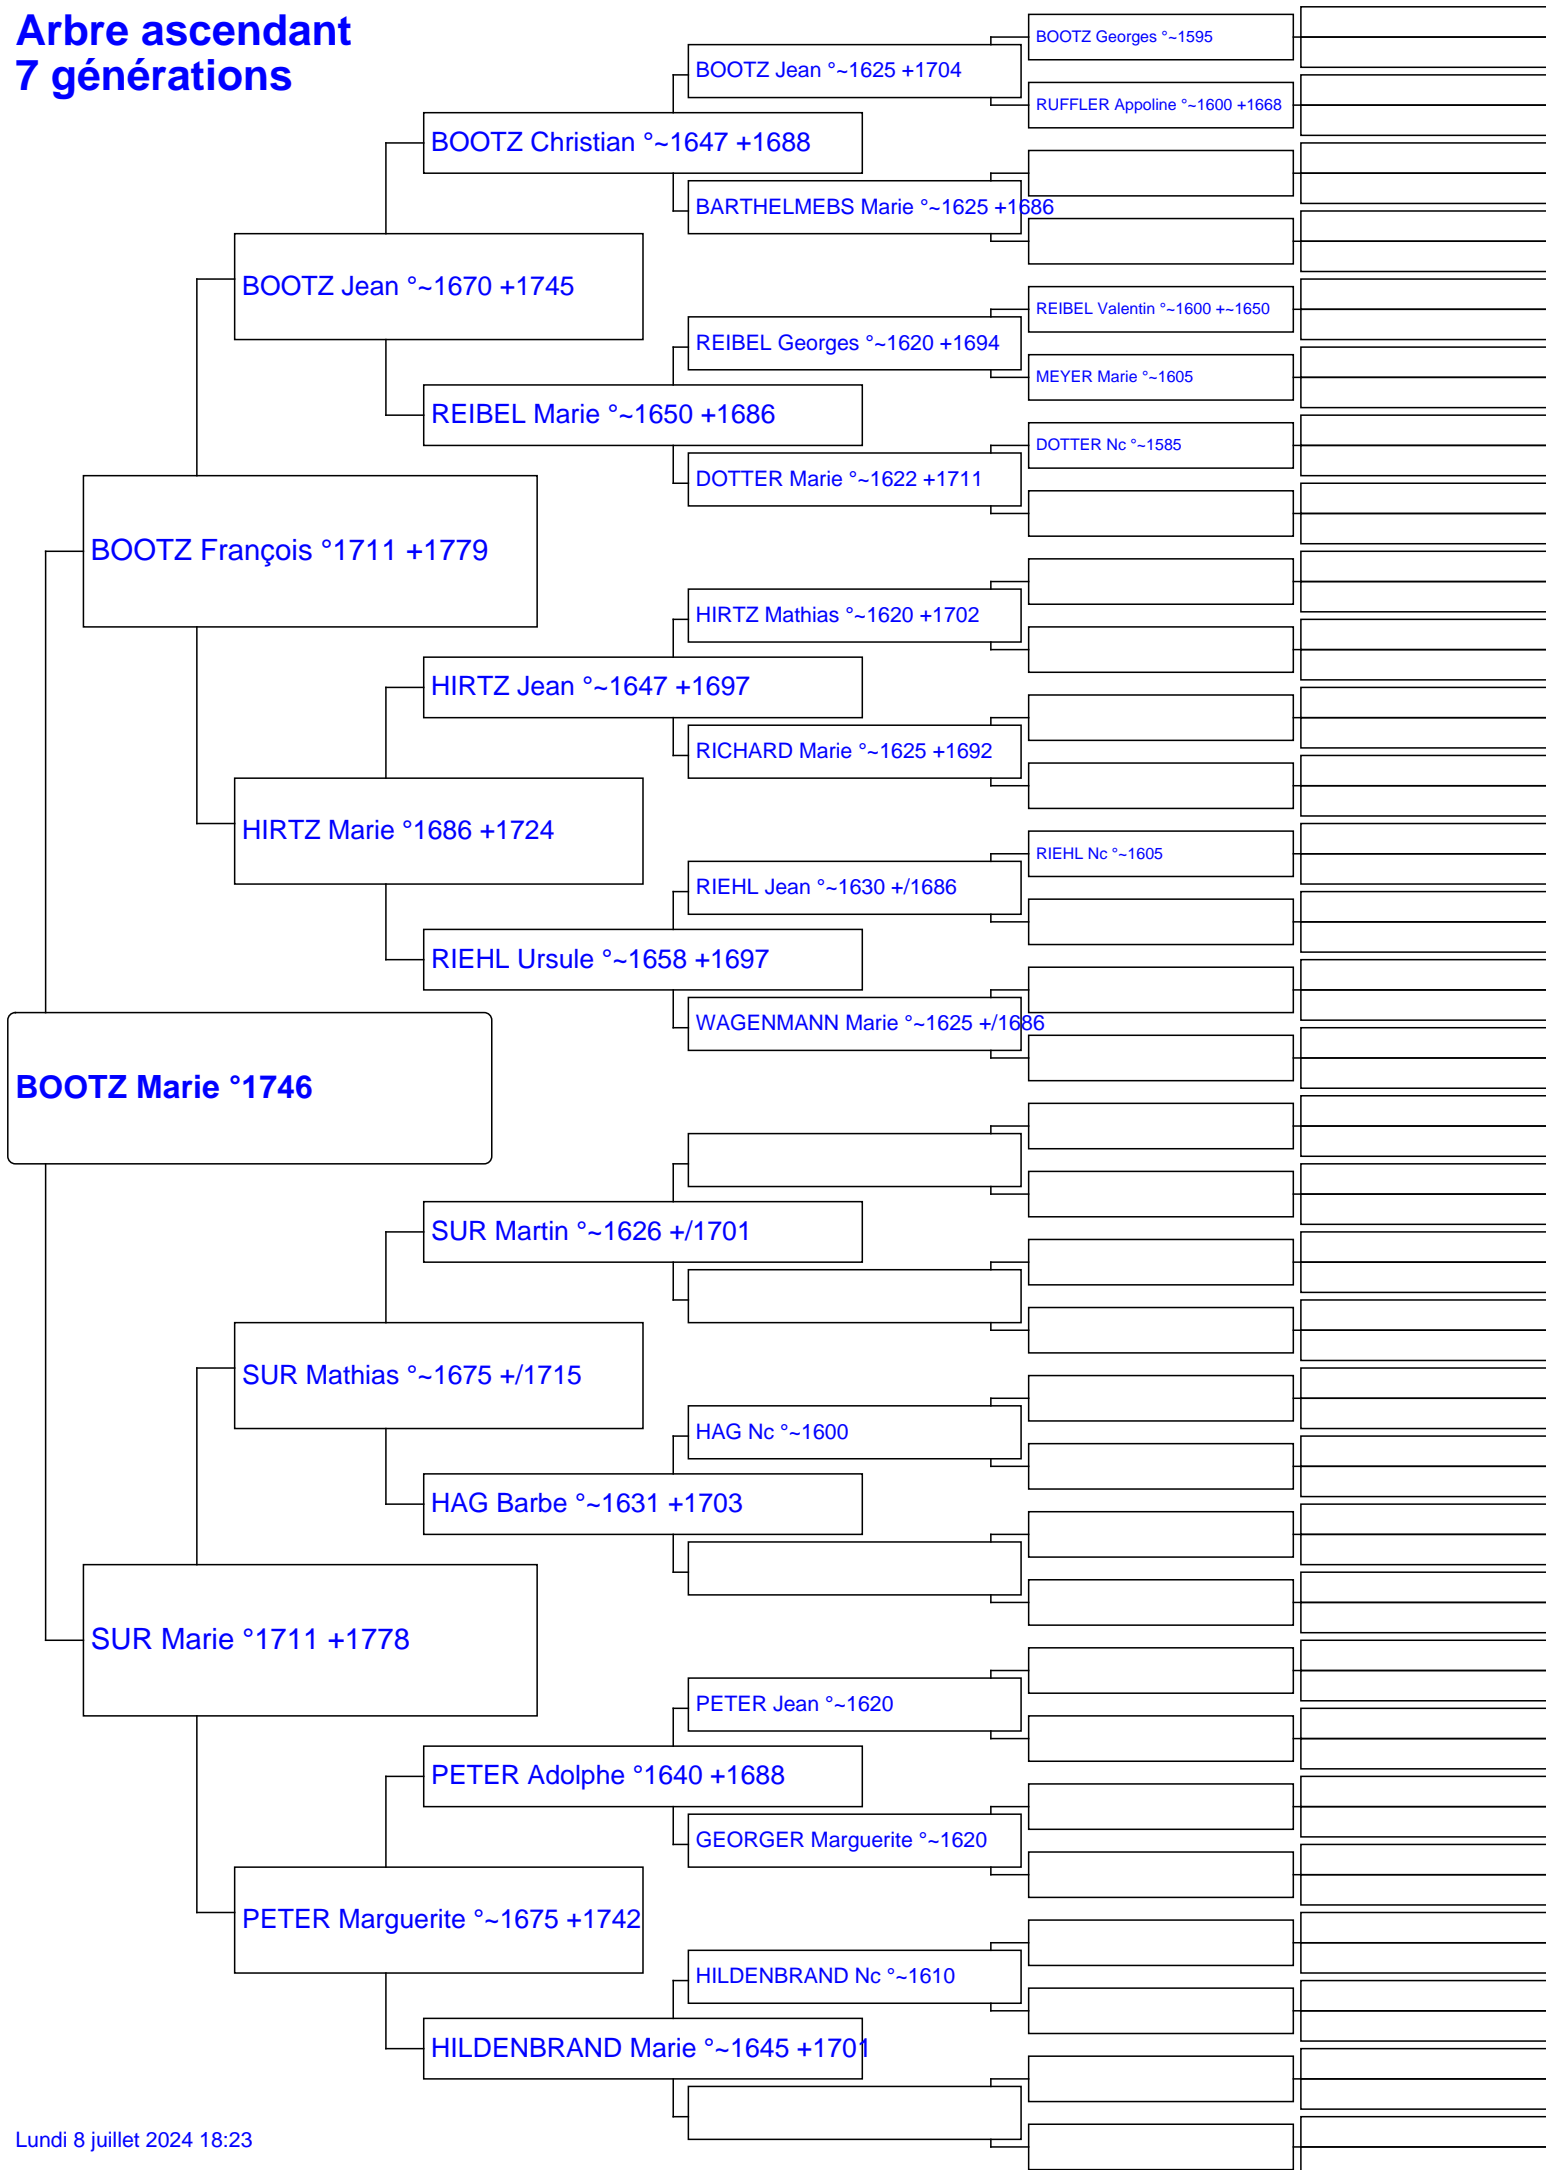 Arbre ascendant
7 générations
BOOTZ Georges °~1595
BOOTZ Jean °~1625 +1704
RUFFLER Appoline °~1600 +1668
BOOTZ Christian °~1647 +1688
BARTHELMEBS Marie °~1625 +1686
BOOTZ Jean °~1670 +1745
REIBEL Valentin °~1600 +~1650
REIBEL Georges °~1620 +1694
MEYER Marie °~1605
REIBEL Marie °~1650 +1686
DOTTER Nc °~1585
DOTTER Marie °~1622 +1711
BOOTZ François °1711 +1779
HIRTZ Mathias °~1620 +1702
HIRTZ Jean °~1647 +1697
RICHARD Marie °~1625 +1692
HIRTZ Marie °1686 +1724
RIEHL Nc °~1605
RIEHL Jean °~1630 +/1686
RIEHL Ursule °~1658 +1697
WAGENMANN Marie °~1625 +/1686
BOOTZ Marie °1746
SUR Martin °~1626 +/1701
SUR Mathias °~1675 +/1715
HAG Nc °~1600
HAG Barbe °~1631 +1703
SUR Marie °1711 +1778
PETER Jean °~1620
PETER Adolphe °1640 +1688
GEORGER Marguerite °~1620
PETER Marguerite °~1675 +1742
HILDENBRAND Nc °~1610
HILDENBRAND Marie °~1645 +1701
Lundi 8 juillet 2024 18:23